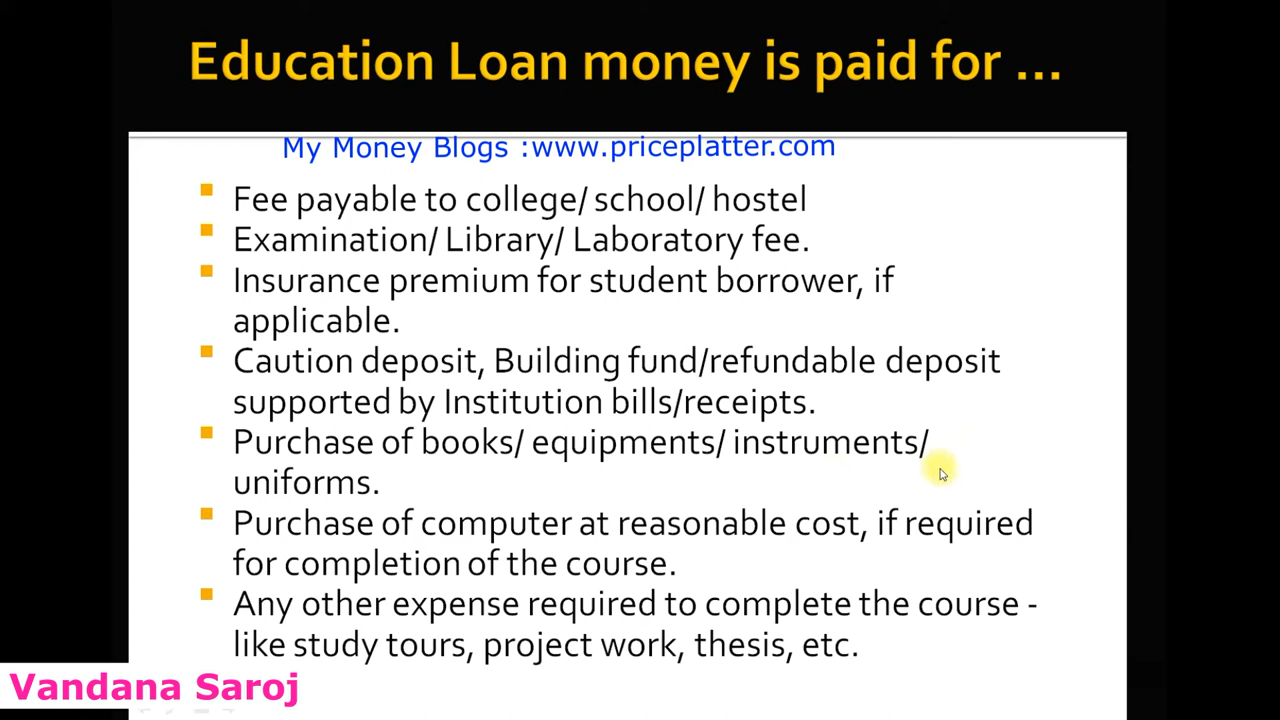 Education Loan money is paid for ...
My Money Blogs :www.priceplatter.com
Fee payable to college/ school/ hostel
Examination/ Library/ Laboratory fee.
Insurance premium for student borrower, if
applicable.
Caution deposit, Building fund/refundable deposit
supported by Institution bills/receipts.
Purchase of books/ equipments/ instruments/
uniforms.
Purchase of computer at reasonable cost, if required
for completion of the course.
Any other expense required to complete the course -
like study tours, project work, thesis, etc.
Vandana Saroj